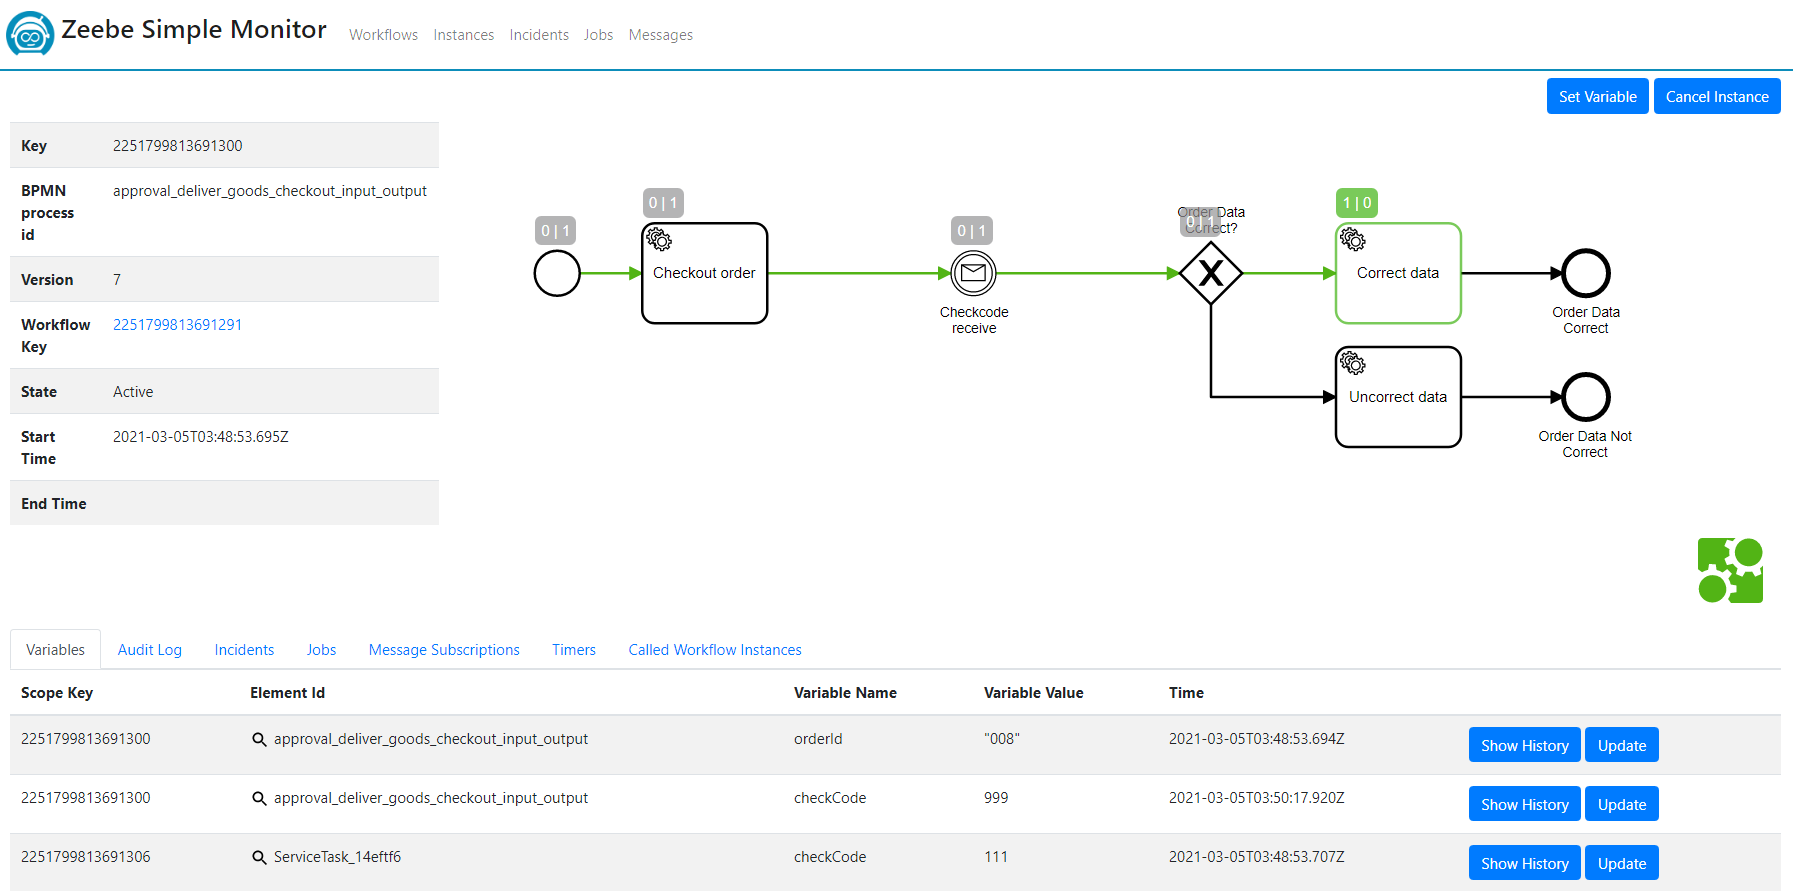 Zeebe Simple Monitor
Workflows Instances Incidents Jobs Messages
Set Variable Cancel Instance
Key 2251799813691300
BPMN process id approval_deliver_goods_checkout_input_output
Version 7
Workflow Key 2251799813691291
State Active
Start Time 2021-03-05T03:48:53.695Z
End Time
0 | 1
0 | 1
Checkout order
0 | 1
Checkcode
receive
Order Data
Correct?
0 | 1
X
1 | 0
Correct data
Order Data
Correct
Uncorrect data
Order Data Not
Correct
Variables Audit Log Incidents Jobs Message Subscriptions Timers Called Workflow Instances
Scope Key Element Id Variable Name Variable Value Time
2251799813691300 approval_deliver_goods_checkout_input_output orderId "008" 2021-03-05T03:48:53.694Z Show History Update
2251799813691300 approval_deliver_goods_checkout_input_output checkCode 999 2021-03-05T03:50:17.920Z Show History Update
2251799813691306 ServiceTask_14eftf6 checkCode 111 2021-03-05T03:48:53.707Z Show History Update